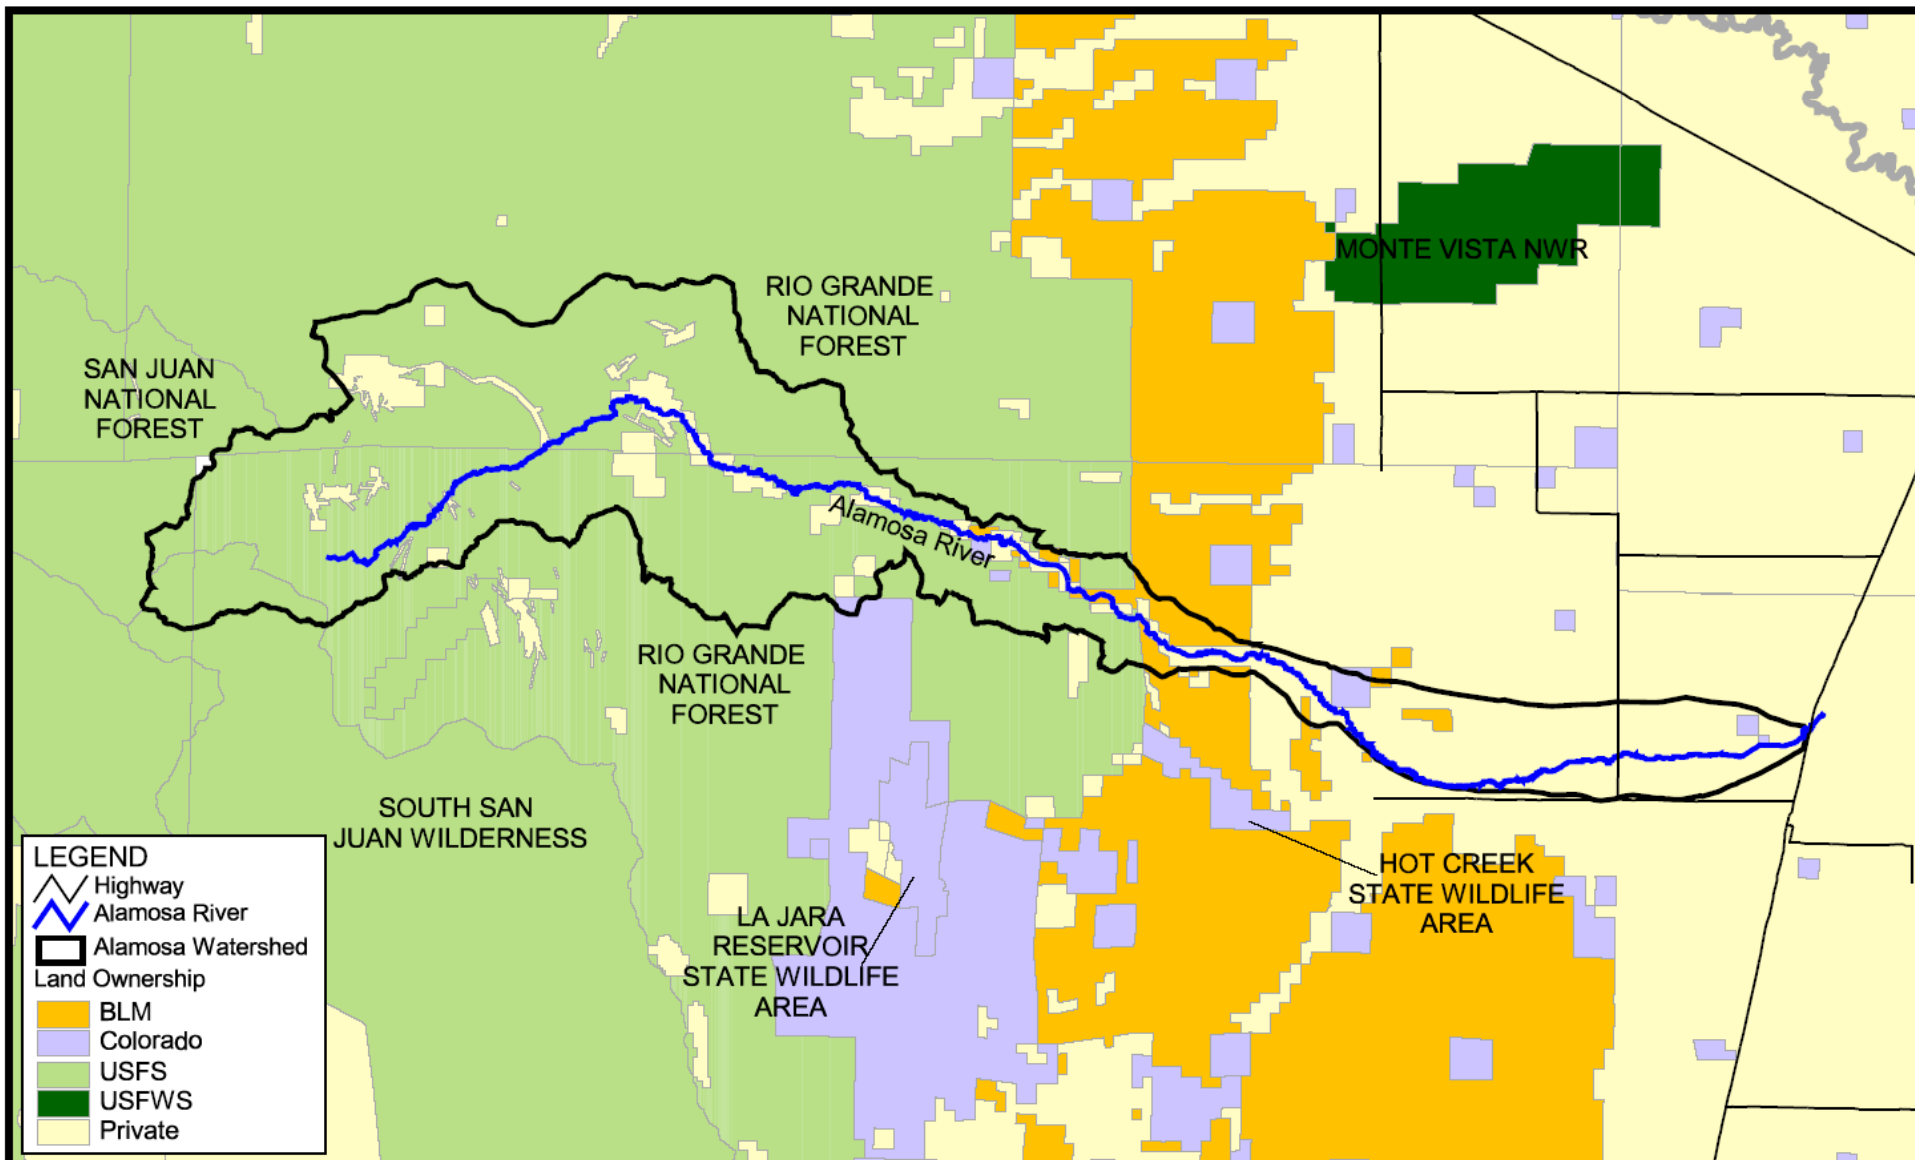 RIO GRANDE
NATIONAL
FOREST
MONTE VISTA NWR
SAN JUAN
NATIONAL
FOREST
Alamosa River
RIO GRANDE
NATIONAL
FOREST
SOUTH SAN
JUAN WILDERNESS
HOT CREEK
STATE WILDLIFE
AREA
LA JARA
RESERVOIR
STATE WILDLIFE
AREA
LEGEND
Highway
Alamosa River
Alamosa Watershed
Land Ownership
BLM
Colorado
USFS
USFWS
Private